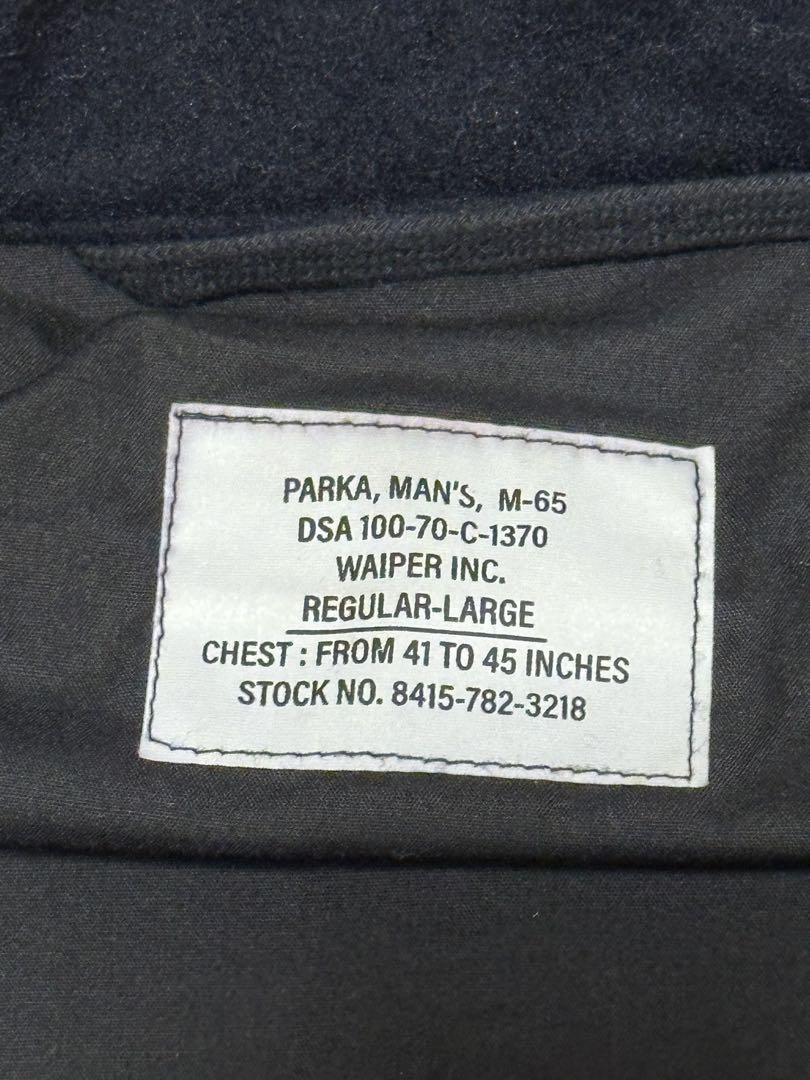 PARKA, MAN'S, M-65
DSA 100-70-C-1370
WAIPER INC.
REGULAR-LARGE
CHEST : FROM 41 TO 45 INCHES
STOCK NO. 8415-782-3218